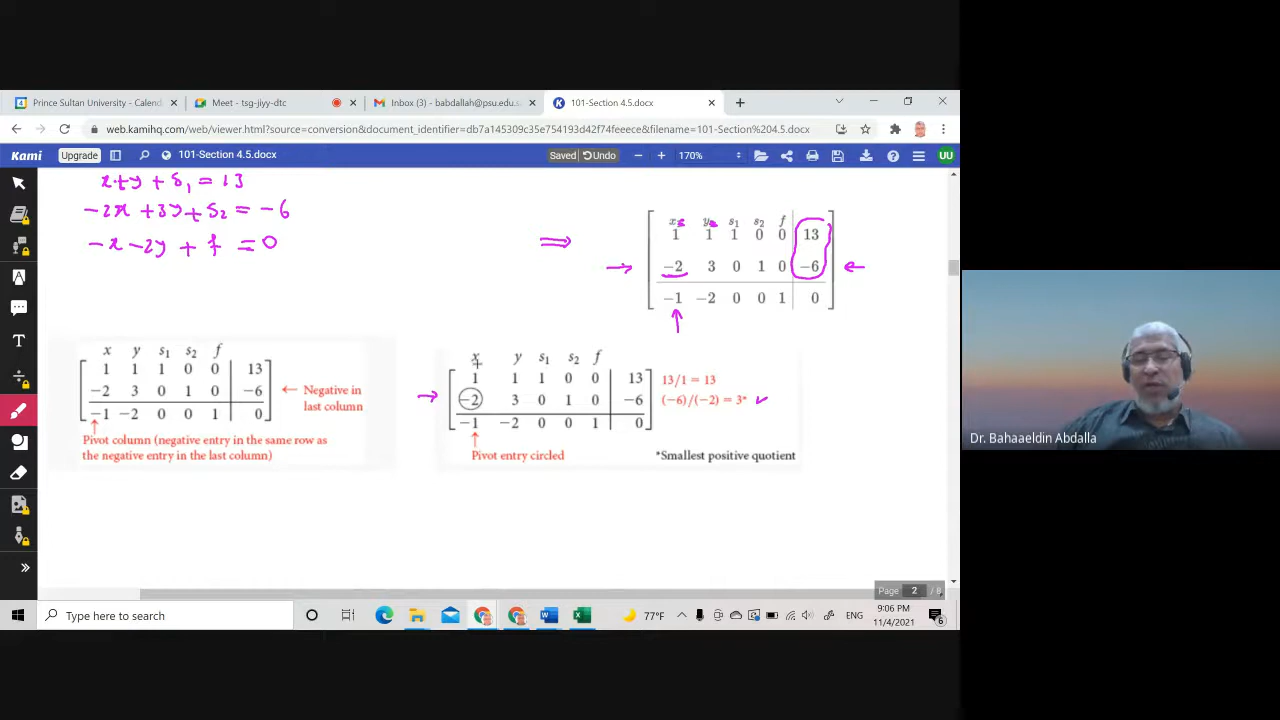 Prince Sultan University - Calend
Meet - tsg-jiyy-dtc
Inbox (3) - babdallah@psu.edu.s
101-Section 4.5.docx
web.kamihq.com/web/viewer.html?source=conversion&document_identifier=db7a145309c35e754193d42f74feeece&filename=101-Section%204.5.docx
Kami Upgrade 101-Section 4.5.docx Saved Undo 170% UU
x+y + s₁ = 13
-2x +3y + s₂ = -6
-x -2y + f = 0
⇒
x y s₁ s₂ f
1 1 1 0 0 13
→ -2 3 0 1 0 -6 ←
-1 -2 0 0 1 0
x y s₁ s₂ f
1 1 1 0 0 13
-2 3 0 1 0 -6 ← Negative in
last column
-1 -2 0 0 1 0
Pivot column (negative entry in the same row as
the negative entry in the last column)
x y s₁ s₂ f
1 1 1 0 0 13 13/1 = 13
→ -2 3 0 1 0 -6 (-6)/(-2) = 3* ✓
-1 -2 0 0 1 0
Pivot entry circled *Smallest positive quotient
Dr. Bahaaeldin Abdalla
Page 2 / 8
Type here to search
77°F
ENG
9:06 PM
11/4/2021
6